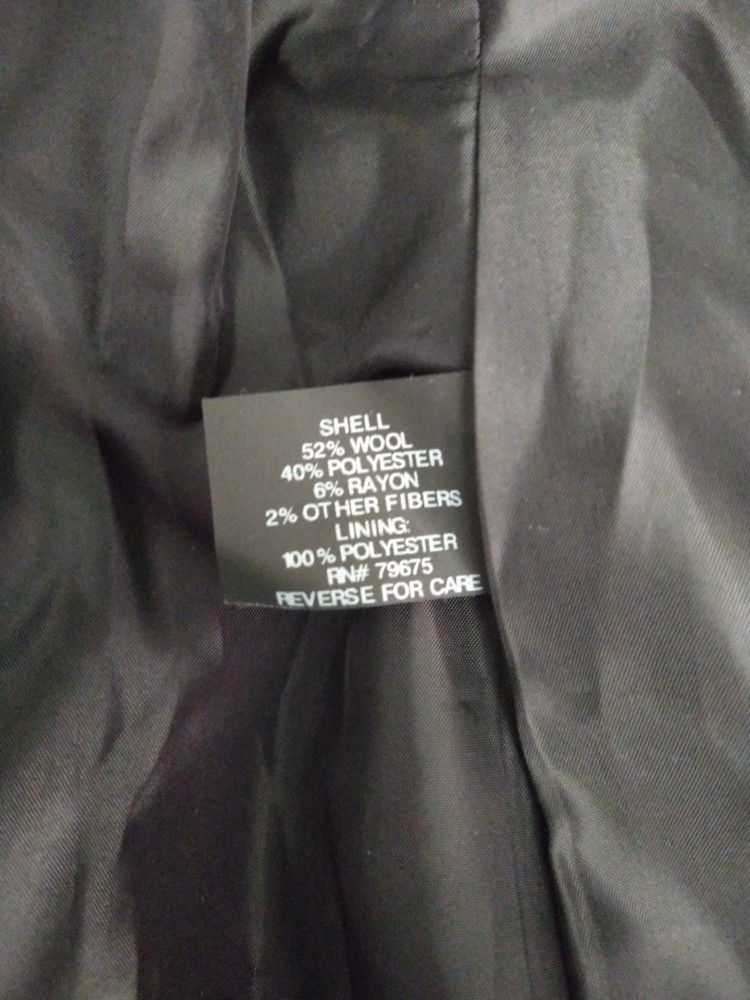 SHELL
52% WOOL
40% POLYESTER
6% RAYON
2% OTHER FIBERS
LINING:
100% POLYESTER
RN# 79675
REVERSE FOR CARE